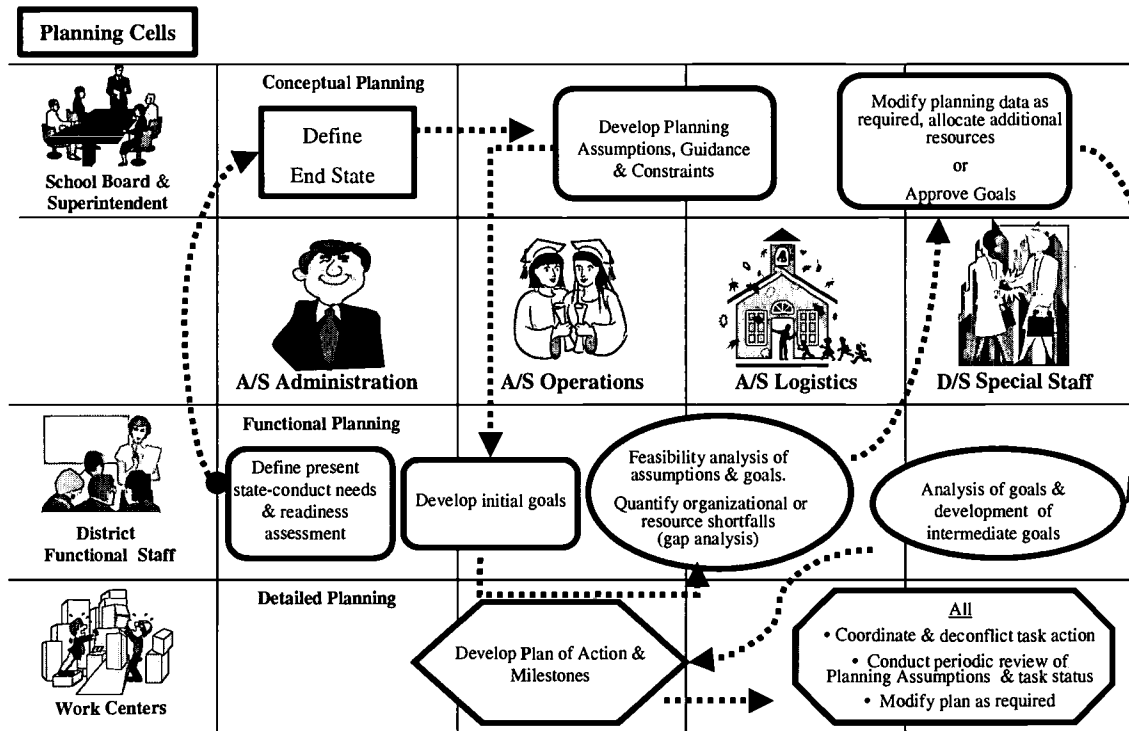 Planning Cells
Conceptual Planning
School Board &
Superintendent
Define
End State
Develop Planning
Assumptions, Guidance
& Constraints
Modify planning data as
required, allocate additional
resources
or
Approve Goals
A/S Administration
A/S Operations
4
A/S Logistics
D/S Special Staff
Functional Planning
District
Functional Staff
Define present
state-conduct needs
& readiness
assessment
Develop initial goals
Feasibility analysis of
assumptions & goals.
Quantify organizational or
resource shortfalls
(gap analysis)
Analysis of goals &
development of
intermediate goals
Detailed Planning
Work Centers
Develop Plan of Action &
Milestones
All
• Coordinate & deconflict task action
• Conduct periodic review of
Planning Assumptions & task status
• Modify plan as required